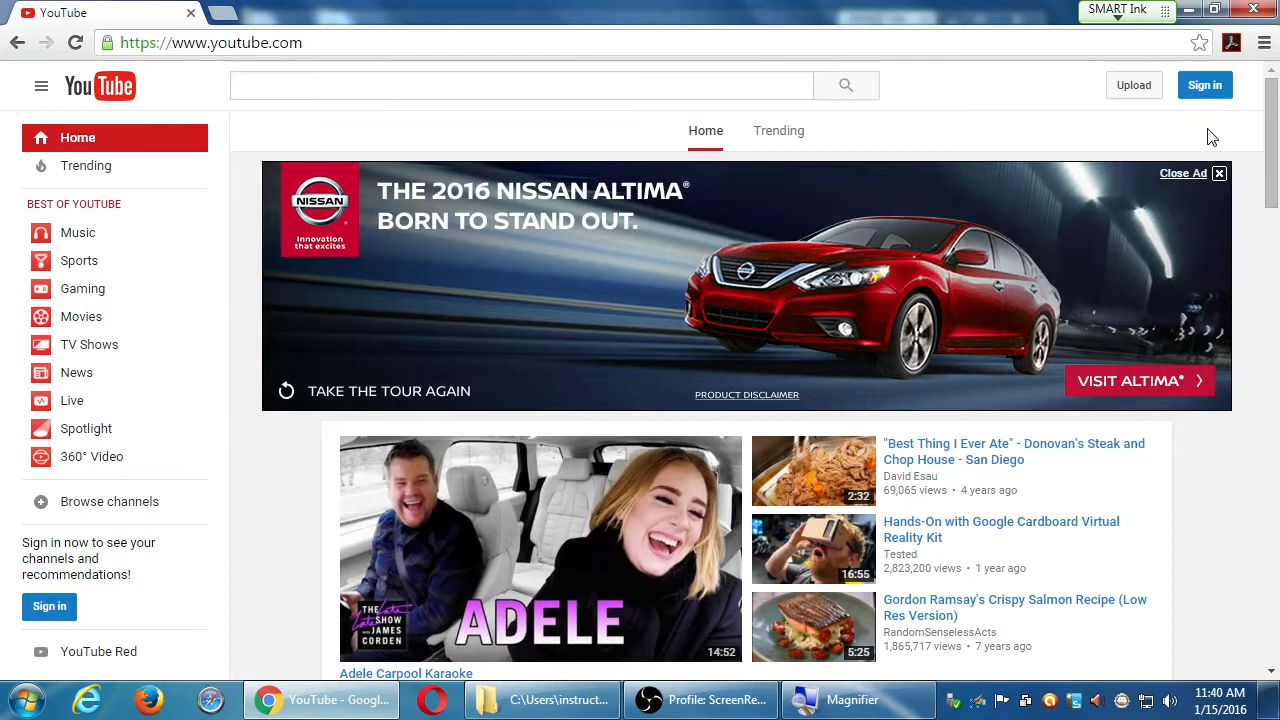 YouTube
SMART Ink
https://www.youtube.com
YouTube
Upload
Sign in
Home
Trending
Home
Trending
BEST OF YOUTUBE
Music
Sports
Gaming
Movies
TV Shows
News
Live
Spotlight
360° Video
Browse channels
Sign in now to see your
channels and
recommendations!
Sign in
YouTube Red
Close Ad
NISSAN
Innovation
that excites
THE 2016 NISSAN ALTIMA®
BORN TO STAND OUT.
TAKE THE TOUR AGAIN
PRODUCT DISCLAIMER
VISIT ALTIMA®
THE
late late
SHOW WITH
JAMES
CORDEN
ADELE
14:52
Adele Carpool Karaoke
2:32
"Best Thing I Ever Ate" - Donovan's Steak and
Chop House - San Diego
David Esau
69,065 views • 4 years ago
16:55
Hands-On with Google Cardboard Virtual
Reality Kit
Tested
2,823,200 views • 1 year ago
5:25
Gordon Ramsay's Crispy Salmon Recipe (Low
Res Version)
RandomSenselessActs
1,865,717 views • 7 years ago
YouTube - Googl...
C:\Users\instruct...
Profile: ScreenRe...
Magnifier
11:40 AM
1/15/2016